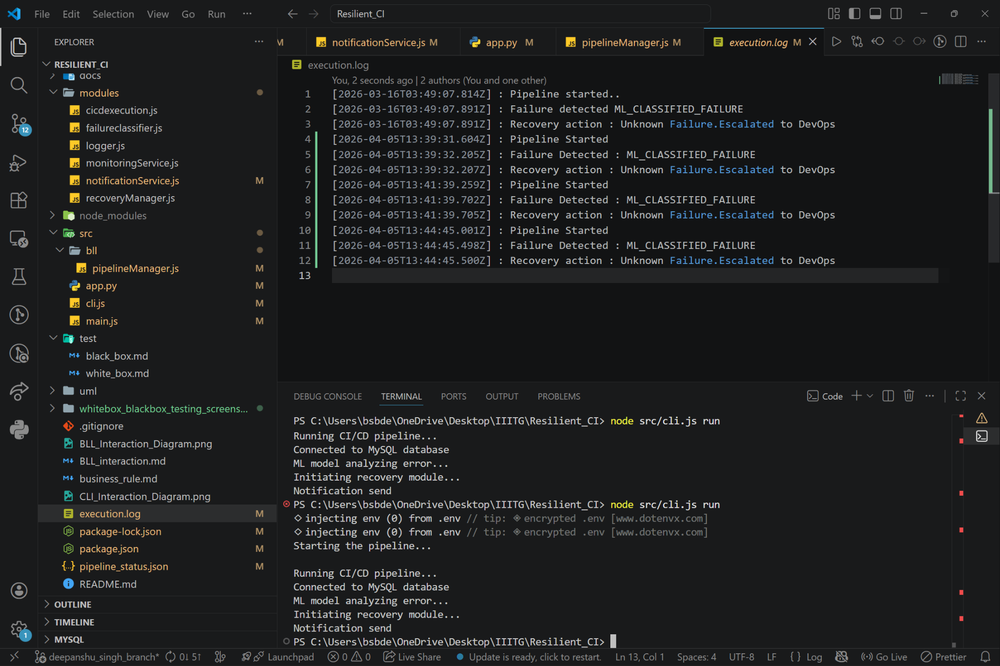 File Edit Selection View Go Run ··· Resilient_CI
EXPLORER
RESILIENT_CI
docs
modules
cicdexecution.js
failureclassifier.js
logger.js
monitoringService.js
notificationService.js M
recoveryManager.js
node_modules
src
bll
pipelineManager.js M
app.py M
cli.js M
main.js M
test
black_box.md
white_box.md
uml
whitebox_blackbox_testing_screens...
.gitignore
BLL_Interaction_Diagram.png
BLL_interaction.md
business_rule.md
CLI_Interaction_Diagram.png
execution.log M
package-lock.json M
package.json M
pipeline_status.json M
README.md
OUTLINE
TIMELINE
MYSQL
12
1
M notificationService.js M app.py M pipelineManager.js M execution.log M
execution.log
You, 2 seconds ago | 2 authors (You and one other)
1 [2026-03-16T03:49:07.814Z] : Pipeline started..
2 [2026-03-16T03:49:07.891Z] : Failure detected ML_CLASSIFIED_FAILURE
3 [2026-03-16T03:49:07.891Z] : Recovery action : Unknown Failure.Escalated to DevOps
4 [2026-04-05T13:39:31.604Z] : Pipeline Started
5 [2026-04-05T13:39:32.205Z] : Failure Detected : ML_CLASSIFIED_FAILURE
6 [2026-04-05T13:39:32.207Z] : Recovery action : Unknown Failure.Escalated to DevOps
7 [2026-04-05T13:41:39.259Z] : Pipeline Started
8 [2026-04-05T13:41:39.702Z] : Failure Detected : ML_CLASSIFIED_FAILURE
9 [2026-04-05T13:41:39.705Z] : Recovery action : Unknown Failure.Escalated to DevOps
10 [2026-04-05T13:44:45.001Z] : Pipeline Started
11 [2026-04-05T13:44:45.498Z] : Failure Detected : ML_CLASSIFIED_FAILURE
12 [2026-04-05T13:44:45.500Z] : Recovery action : Unknown Failure.Escalated to DevOps
13
DEBUG CONSOLE TERMINAL PORTS OUTPUT PROBLEMS Code
PS C:\Users\bsbde\OneDrive\Desktop\IIITG\Resilient_CI> node src/cli.js run
Running CI/CD pipeline...
Connected to MySQL database
ML model analyzing error...
Initiating recovery module...
Notification send
PS C:\Users\bsbde\OneDrive\Desktop\IIITG\Resilient_CI> node src/cli.js run
◇ injecting env (0) from .env // tip: ◈ encrypted .env [www.dotenvx.com]
◇ injecting env (0) from .env // tip: ◈ encrypted .env [www.dotenvx.com]
Starting the pipeline...
Running CI/CD pipeline...
Connected to MySQL database
ML model analyzing error...
Initiating recovery module...
Notification send
PS C:\Users\bsbde\OneDrive\Desktop\IIITG\Resilient_CI>
deepanshu_singh_branch* 0↓ 5↑ Launchpad 0 0 Live Share Update is ready, click to restart. Ln 13, Col 1 Spaces: 4 UTF-8 LF {} Log Go Live Prettier